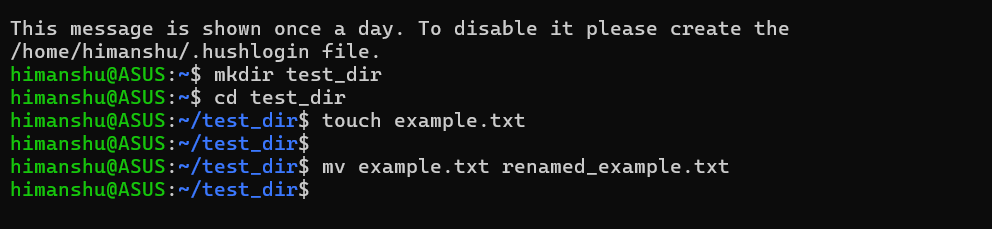 This message is shown once a day. To disable it please create the
/home/himanshu/.hushlogin file.
himanshu@ASUS:~$ mkdir test_dir
himanshu@ASUS:~$ cd test_dir
himanshu@ASUS:~/test_dir$ touch example.txt
himanshu@ASUS:~/test_dir$
himanshu@ASUS:~/test_dir$ mv example.txt renamed_example.txt
himanshu@ASUS:~/test_dir$